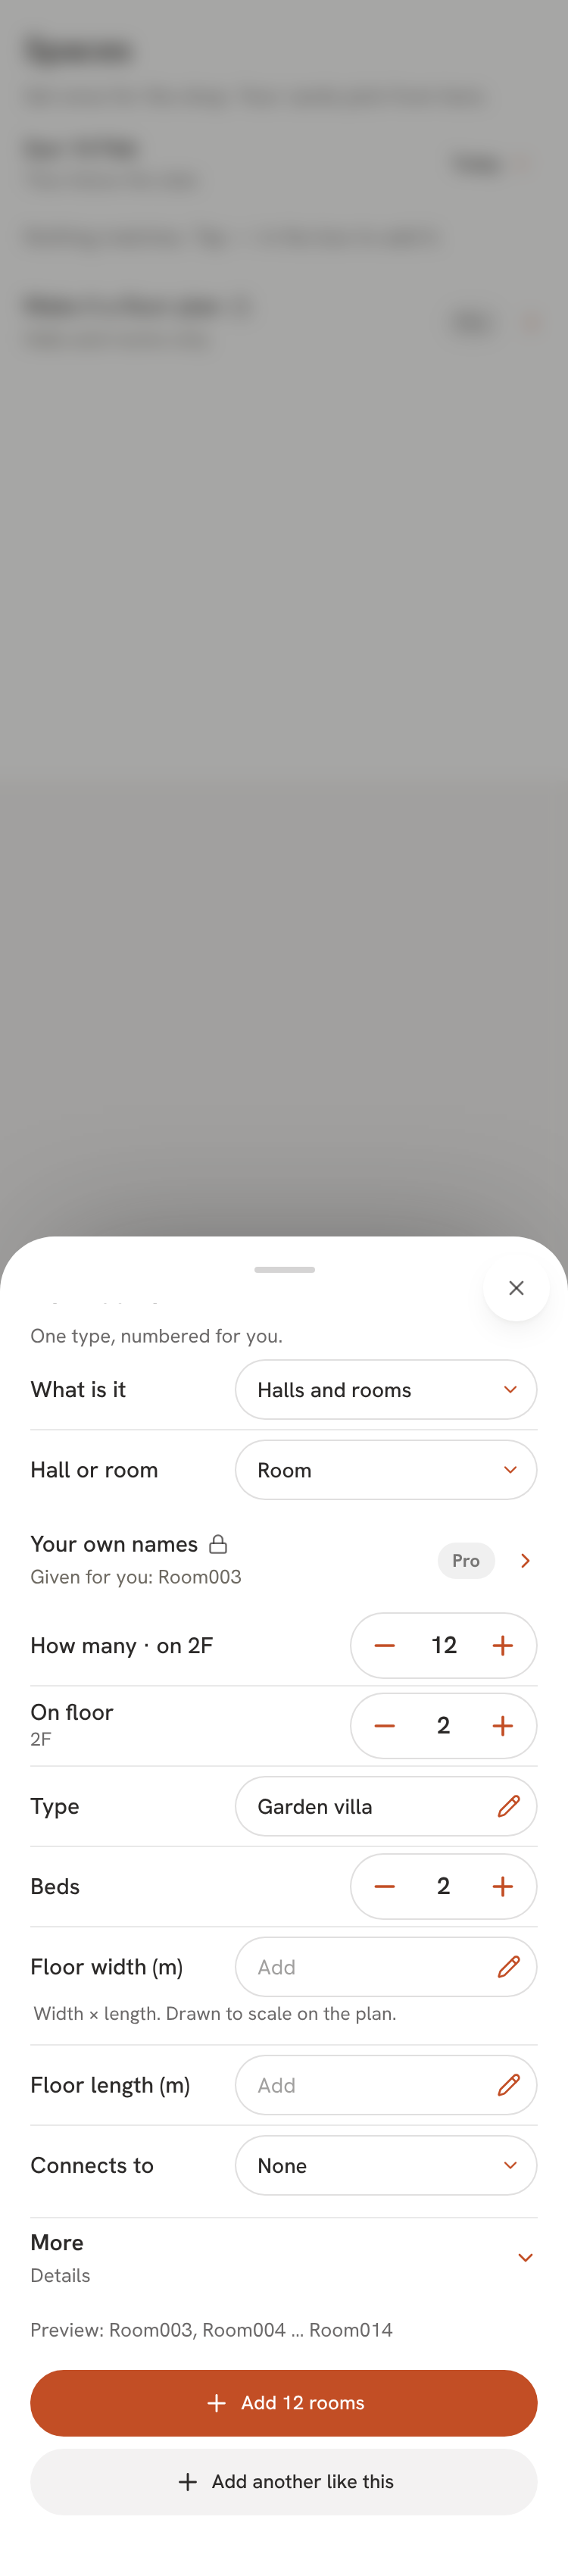 Spaces
One type, numbered for you.
What is it
Halls and rooms
Hall or room
Room
Your own names
Given for you: Room003
Pro
How many · on 2F
12
On floor
2F
2
Type
Garden villa
Beds
2
Floor width (m)
Add
Width × length. Drawn to scale on the plan.
Floor length (m)
Add
Connects to
None
More
Details
Preview: Room003, Room004 ... Room014
Add 12 rooms
Add another like this